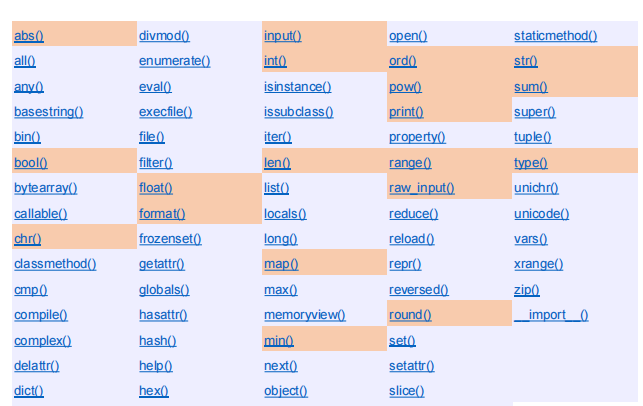 abs() divmod() input() open() staticmethod()
all() enumerate() int() ord() str()
any() eval() isinstance() pow() sum()
basestring() execfile() issubclass() print() super()
bin() file() iter() property() tuple()
bool() filter() len() range() type()
bytearray() float() list() raw_input() unichr()
callable() format() locals() reduce() unicode()
chr() frozenset() long() reload() vars()
classmethod() getattr() map() repr() xrange()
cmp() globals() max() reversed() zip()
compile() hasattr() memoryview() round() __import__()
complex() hash() min() set()
delattr() help() next() setattr()
dict() hex() object() slice()